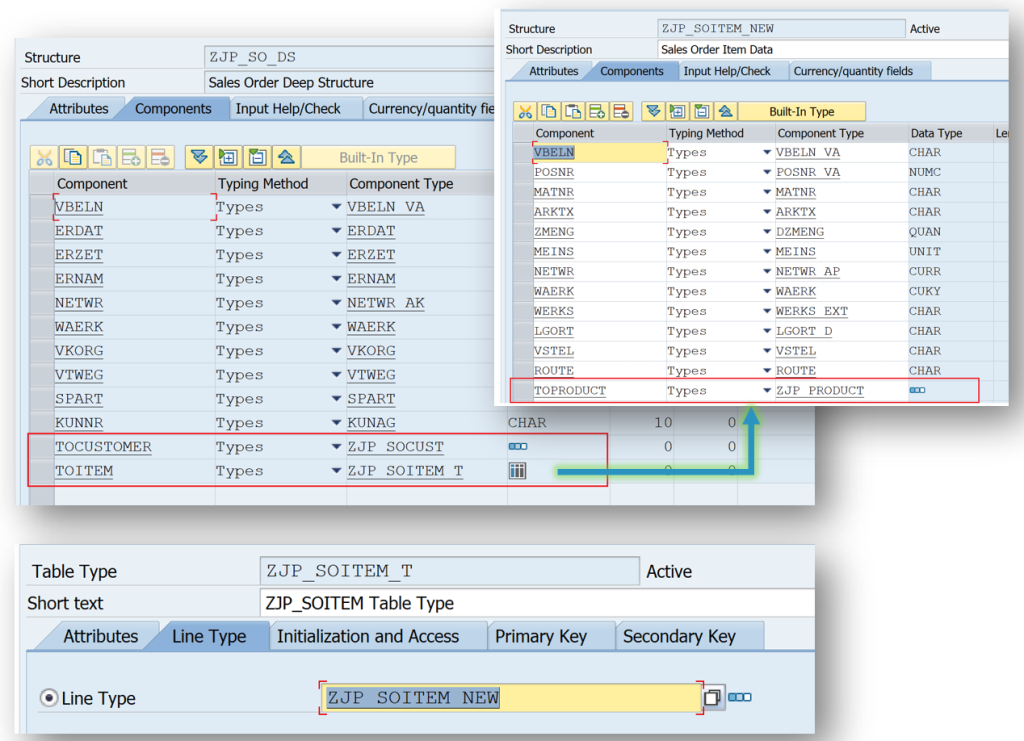 Structure ZJP_SO_DS
Short Description Sales Order Deep Structure
Attributes Components Input Help/Check Currency/quantity fie
Built-In Type
Component Typing Method Component Type
VBELN Types VBELN_VA
ERDAT Types ERDAT
ERZET Types ERZET
ERNAM Types ERNAM
NETWR Types NETWR_AK
WAERK Types WAERK
VKORG Types VKORG
VTWEG Types VTWEG
SPART Types SPART
KUNNR Types KUNAG CHAR 10 0
TOCUSTOMER Types ZJP_SOCUST 0 0
TOITEM Types ZJP_SOITEM_T 0 0
Structure ZJP_SOITEM_NEW Active
Short Description Sales Order Item Data
Attributes Components Input Help/Check Currency/quantity fields
Built-In Type
Component Typing Method Component Type Data Type Len
VBELN Types VBELN_VA CHAR
POSNR Types POSNR_VA NUMC
MATNR Types MATNR CHAR
ARKTX Types ARKTX CHAR
ZMENG Types DZMENG QUAN
MEINS Types MEINS UNIT
NETWR Types NETWR_AP CURR
WAERK Types WAERK CUKY
WERKS Types WERKS_EXT CHAR
LGORT Types LGORT_D CHAR
VSTEL Types VSTEL CHAR
ROUTE Types ROUTE CHAR
TOPRODUCT Types ZJP_PRODUCT
Table Type ZJP_SOITEM_T Active
Short text ZJP_SOITEM Table Type
Attributes Line Type Initialization and Access Primary Key Secondary Key
Line Type ZJP_SOITEM_NEW